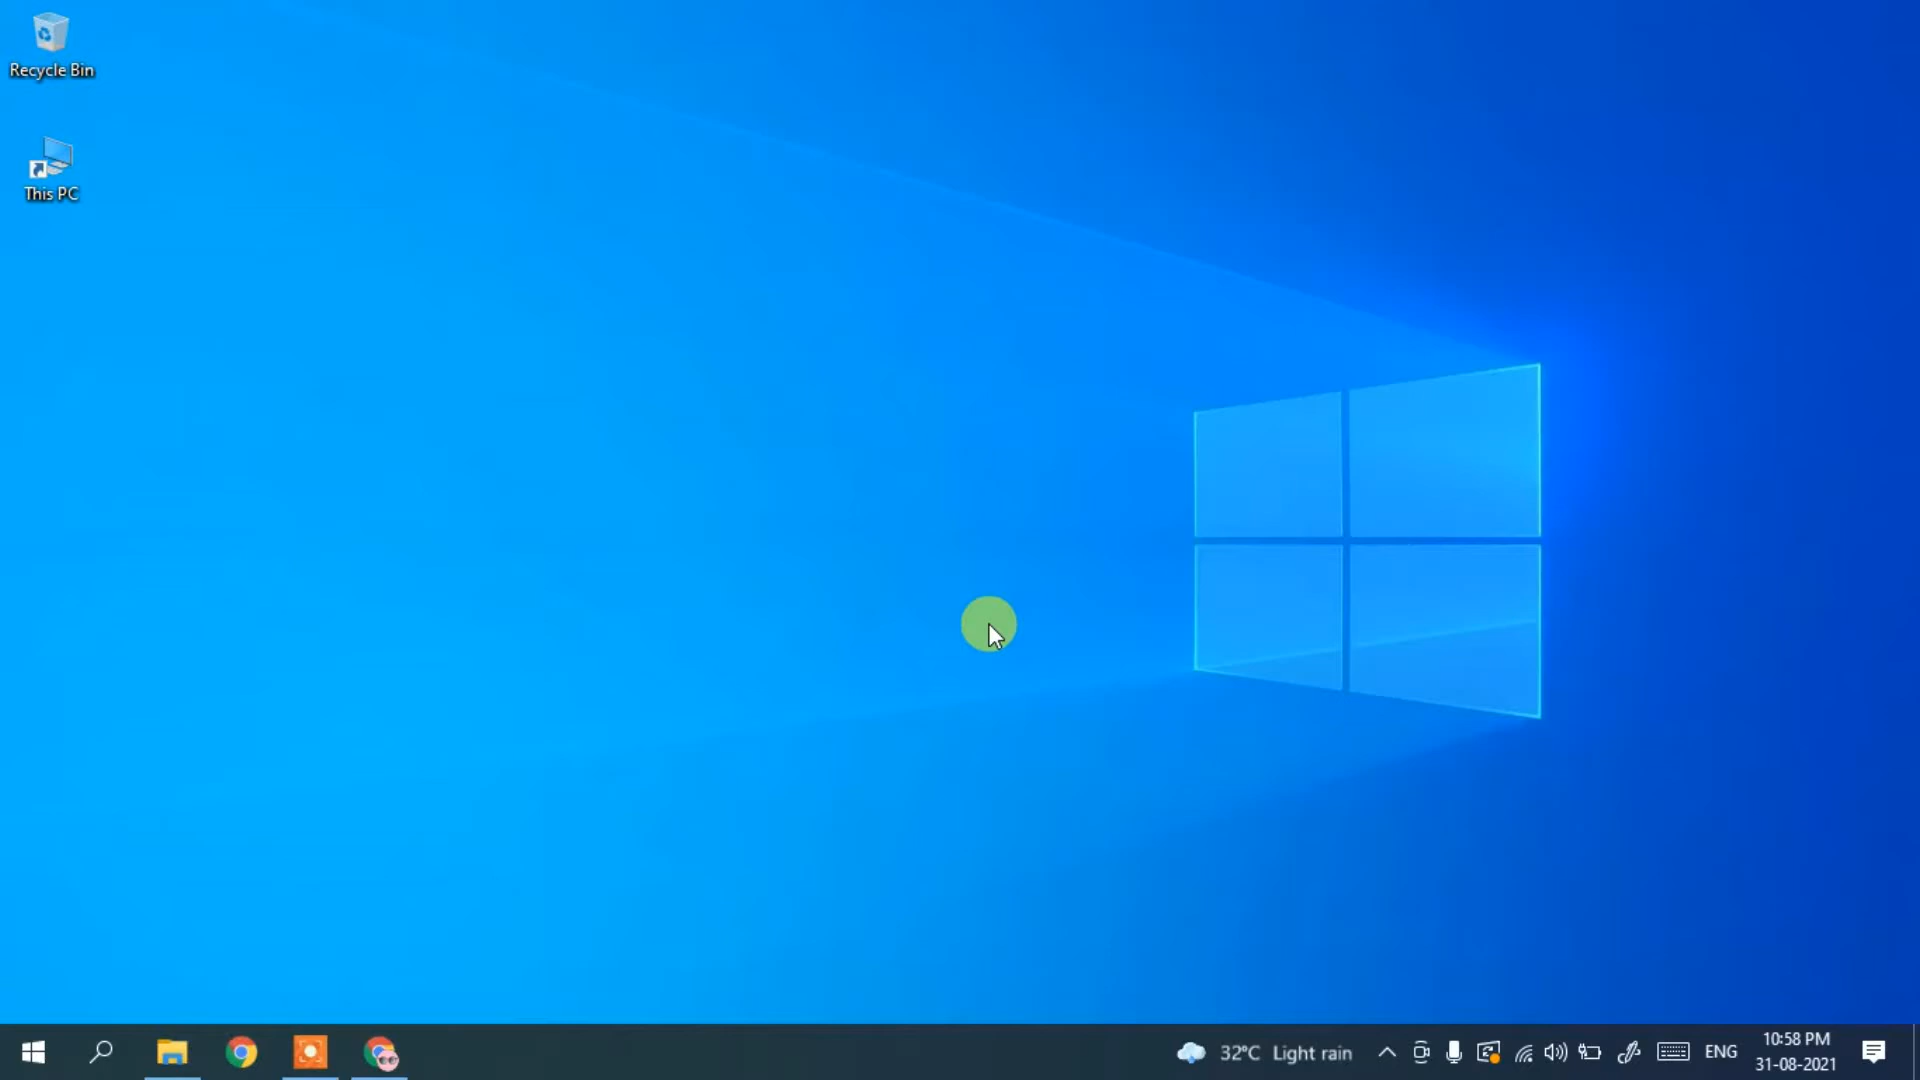 Recycle Bin
This PC
32°C Light rain
ENG
10:58 PM
31-08-2021